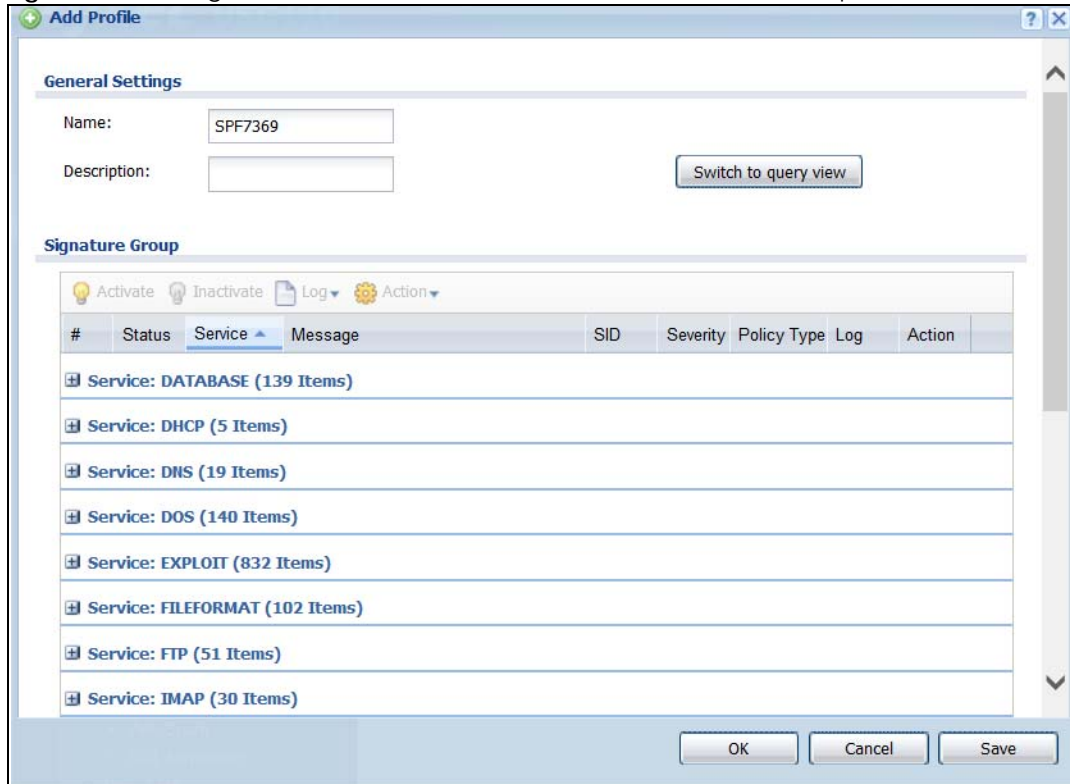 Add Profile
?
General Settings
Name:
SPF7369
Description:
Switch to query view
Signature Group
Activate Inactivate Log Action
# Status Service Message SID Severity Policy Type Log Action
Service: DATABASE (139 Items)
Service: DHCP (5 Items)
Service: DNS (19 Items)
Service: DOS (140 Items)
Service: EXPLOIT (832 Items)
Service: FILEFORMAT (102 Items)
Service: FTP (51 Items)
Service: IMAP (30 Items)
OK Cancel Save